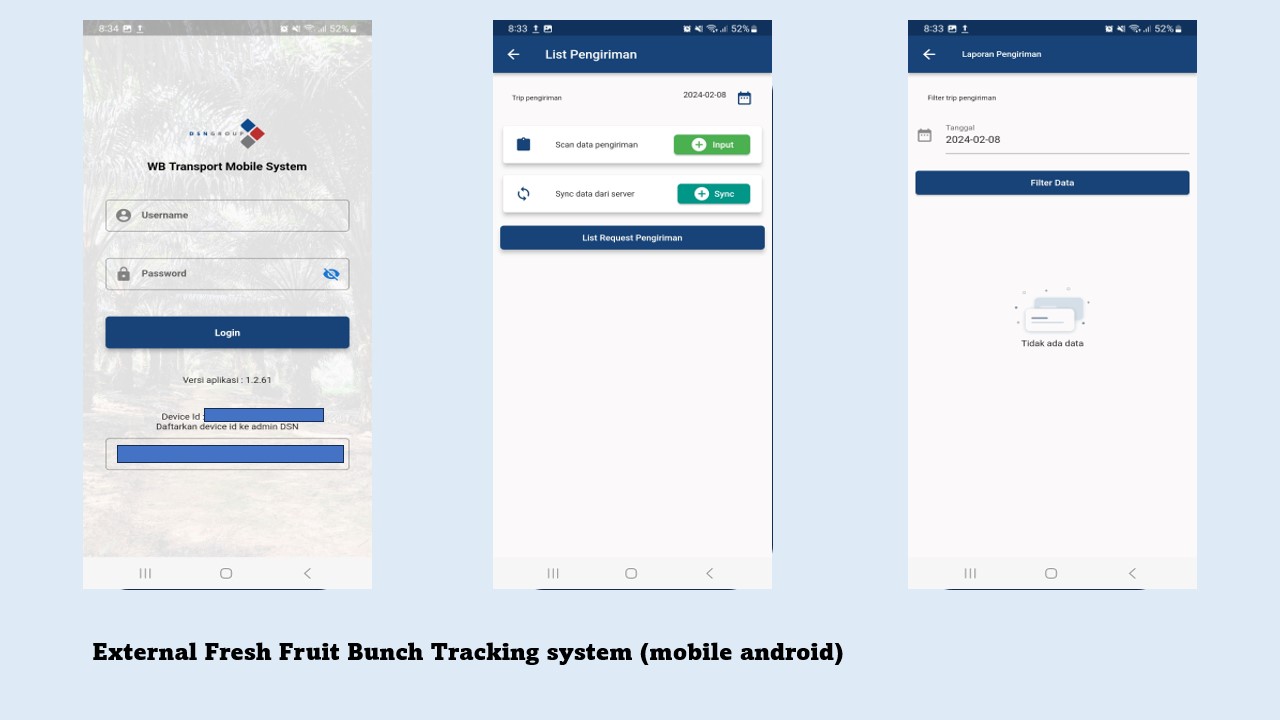 8:34
52%
DSNGROUP
WB Transport Mobile System
Username
Password
Login
Versi aplikasi : 1.2.61
Device Id :
Daftarkan device id ke admin DSN
8:33
52%
List Pengiriman
Trip pengiriman
2024-02-08
Scan data pengiriman
Input
Sync data dari server
Sync
List Request Pengiriman
8:33
52%
Laporan Pengiriman
Filter trip pengiriman
Tanggal
2024-02-08
Filter Data
Tidak ada data
External Fresh Fruit Bunch Tracking system (mobile android)